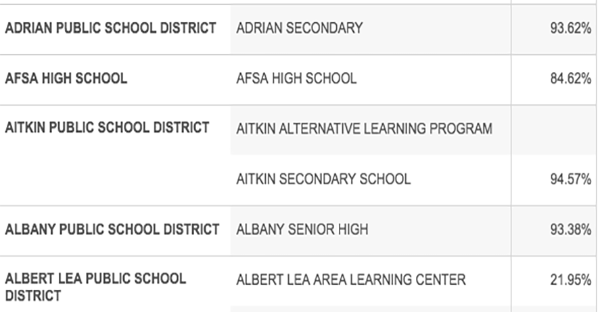 ADRIAN PUBLIC SCHOOL DISTRICT ADRIAN SECONDARY 93.62%
AFSA HIGH SCHOOL AFSA HIGH SCHOOL 84.62%
AITKIN PUBLIC SCHOOL DISTRICT AITKIN ALTERNATIVE LEARNING PROGRAM
AITKIN SECONDARY SCHOOL 94.57%
ALBANY PUBLIC SCHOOL DISTRICT ALBANY SENIOR HIGH 93.38%
ALBERT LEA PUBLIC SCHOOL ALBERT LEA AREA LEARNING CENTER 21.95%
DISTRICT